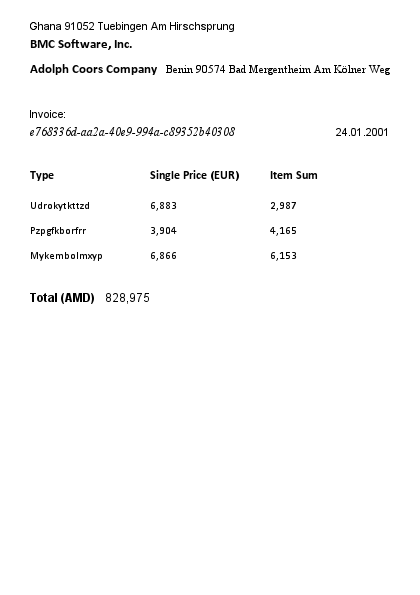 Ghana 91052 Tuebingen Am Hirschsprung
BMC Software, Inc.
Adolph Coors Company Benin 90574 Bad Mergentheim Am Kölner Weg
Invoice:
e768336d-aa2a-40e9-994a-c89352b40308 24.01.2001
Type Single Price (EUR) Item Sum
Udrokytkttzd 6,883 2,987
Pzpgfkborfrr 3,904 4,165
Mykembolmxyp 6,866 6,153
Total (AMD) 828,975